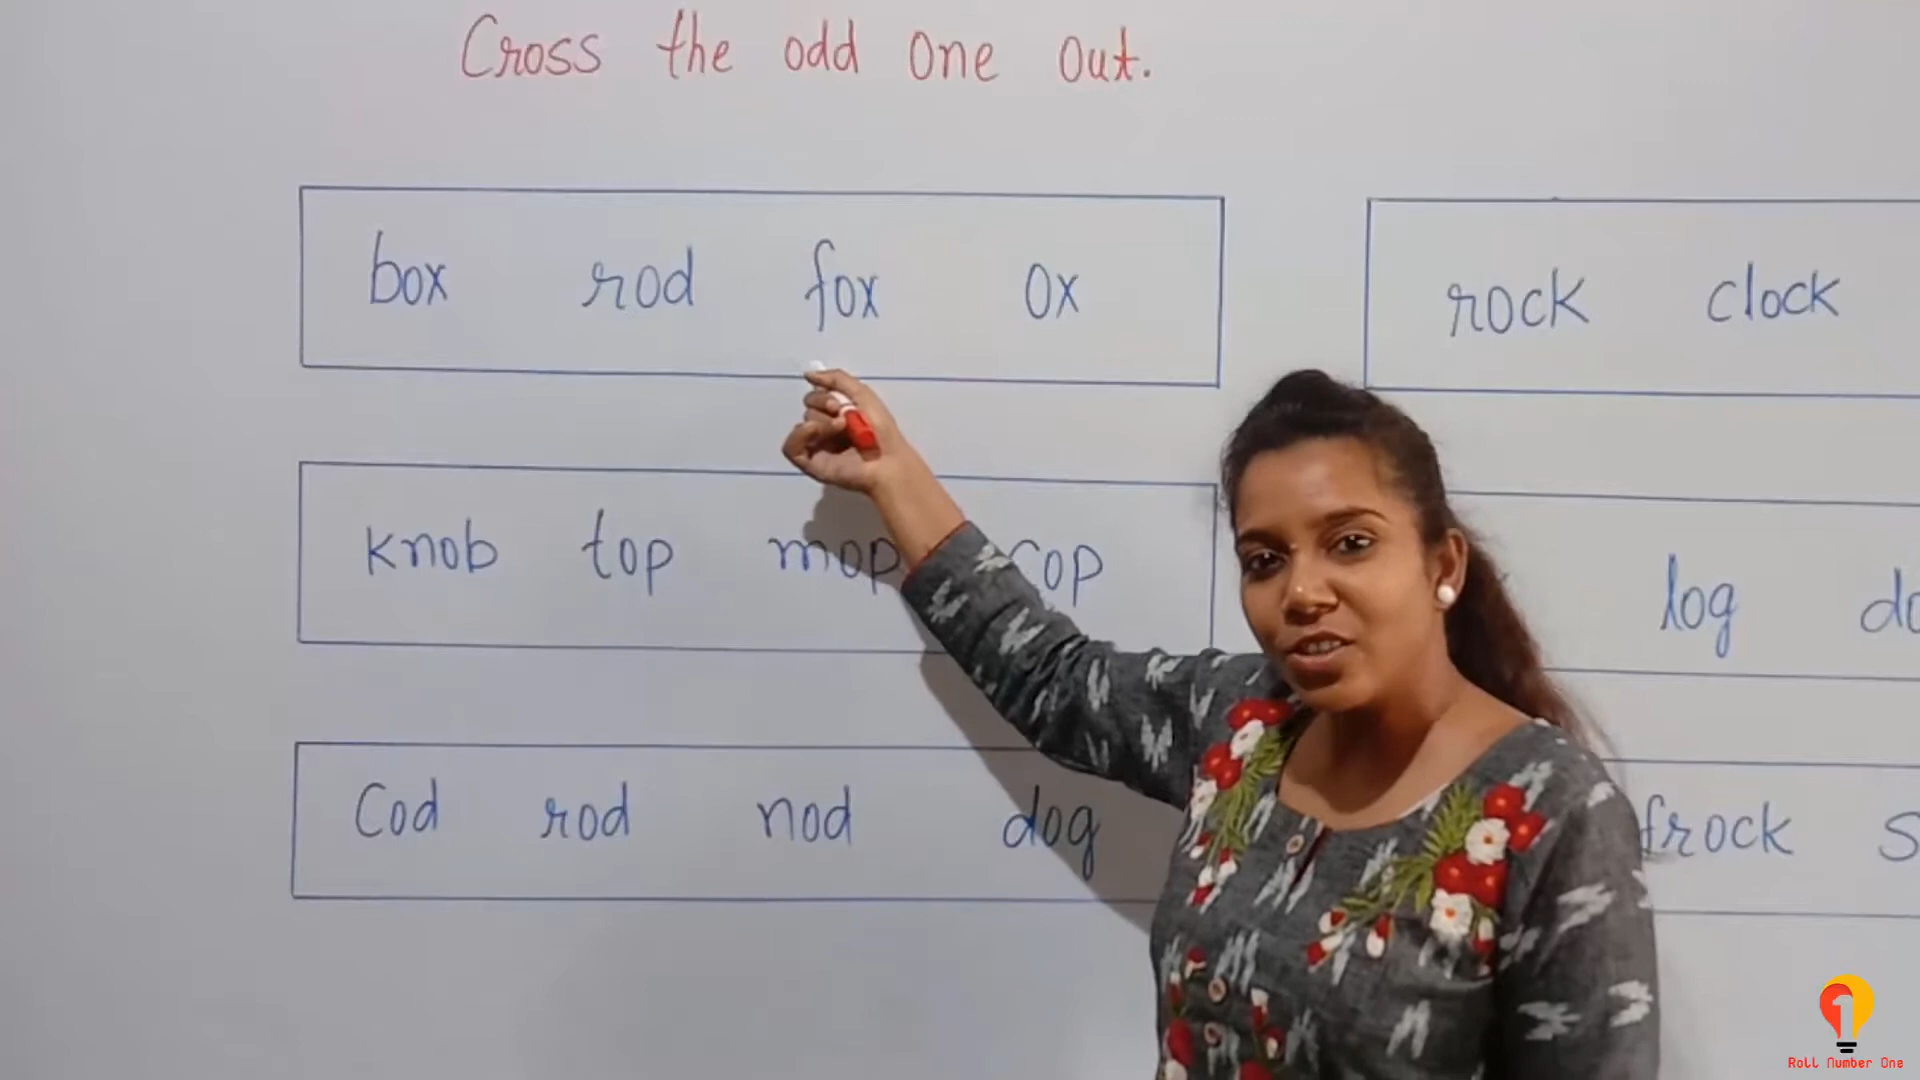 Cross the odd one out.
box rod fox ox
rock clock
knob top mop cop
log
Cod rod nod dog
frock
1
Roll Number One